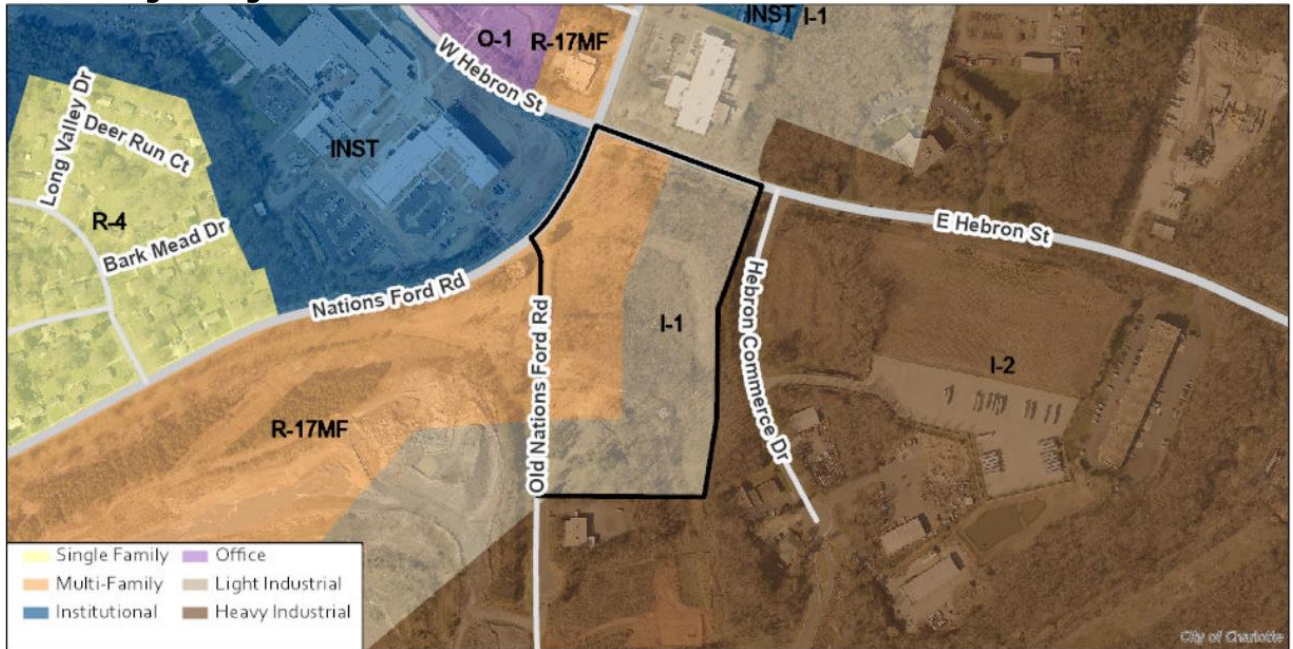 INST I-1
O-1 R-17MF
W Hebron St
Long Valley Dr
Deer Run Ct
INST
R-4
Bark Mead Dr
E Hebron St
Nations Ford Rd
Hebron Commerce Dr
I-1
Old Nations Ford Rd
I-2
R-17MF
Single Family
Office
Multi-Family
Light Industrial
Institutional
Heavy Industrial
City of Charlotte